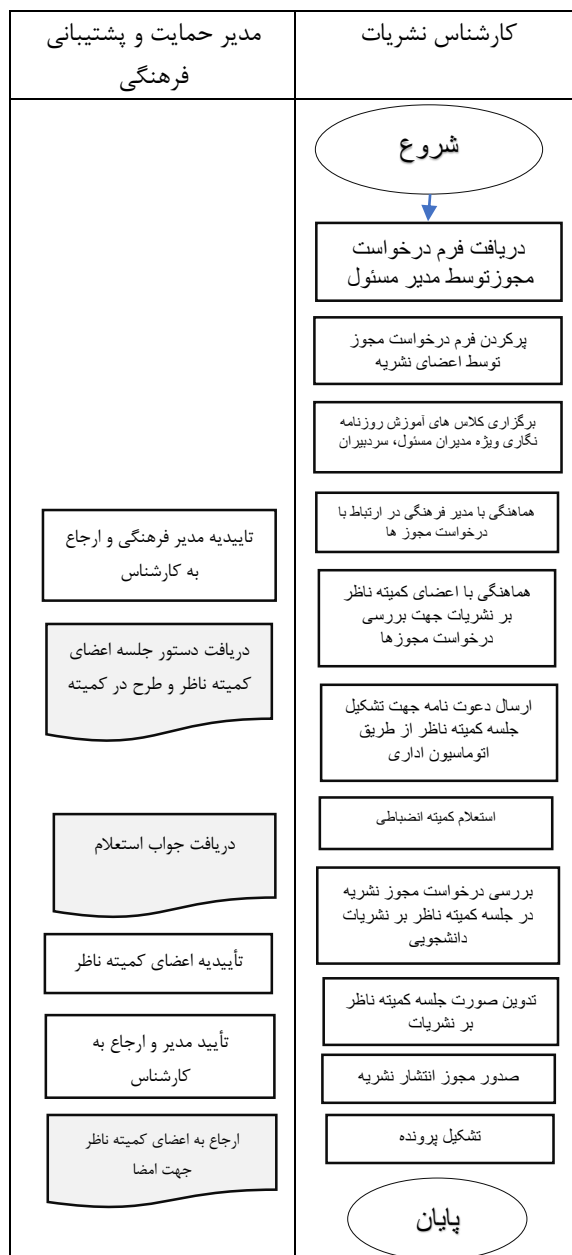 کارشناس نشریات
مدیر حمایت و پشتیبانی
فرهنگی
شروع
دریافت فرم درخواست
مجوزتوسط مدیر مسئول
پرکردن فرم درخواست مجوز
توسط اعضای نشریه
برگزاری کلاس های آموزش روزنامه
نگاری ویژه مدیران مسئول، سردبیران
هماهنگی با مدیر فرهنگی در ارتباط با
درخواست مجوز ها
تاییدیه مدیر فرهنگی و ارجاع
به کارشناس
هماهنگی با اعضای کمیته ناظر
بر نشریات جهت بررسی
درخواست مجوزها
دریافت دستور جلسه اعضای
کمیته ناظر و طرح در کمیته
ارسال دعوت نامه جهت تشکیل
جلسه کمیته ناظر از طریق
اتوماسیون اداری
استعلام کمیته انضباطی
دریافت جواب استعلام
بررسی درخواست مجوز نشریه
در جلسه کمیته ناظر بر نشریات
دانشجویی
تأییدیه اعضای کمیته ناظر
تدوین صورت جلسه کمیته ناظر
بر نشریات
تأیید مدیر و ارجاع به
کارشناس
صدور مجوز انتشار نشریه
تشکیل پرونده
ارجاع به اعضای کمیته ناظر
جهت امضا
پایان